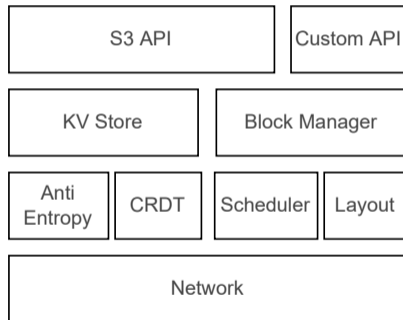 S3 API
Custom API
KV Store
Block Manager
Anti
Entropy
CRDT
Scheduler
Layout
Network